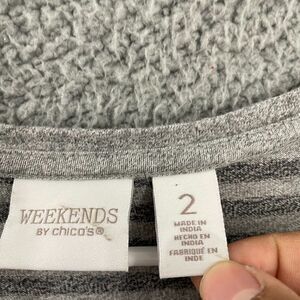 WEEKENDS
BY chico's®
2
MADE IN
INDIA
HECHO EN
INDIA
FABRIQUÉ EN
INDE